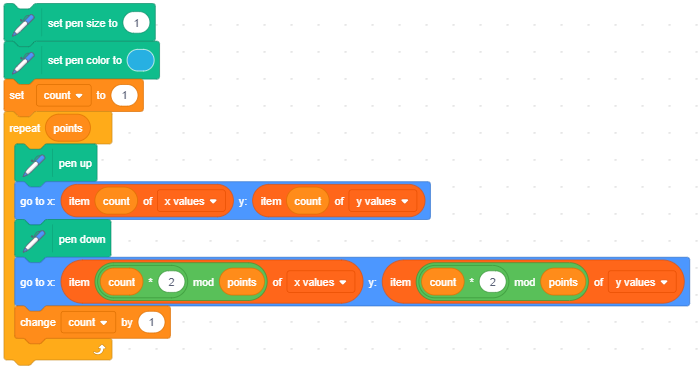 set pen size to 1
set pen color to
set count to 1
repeat points
pen up
go to x: item count of x values y: item count of y values
pen down
go to x: item count * 2 mod points of x values y: item count * 2 mod points of y values
change count by 1